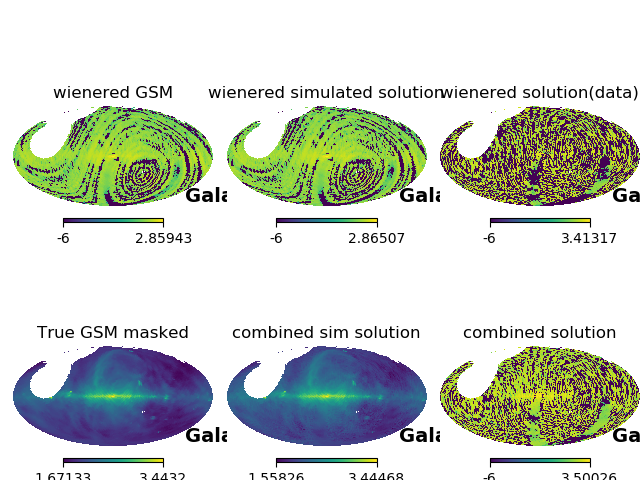 wienered GSM
wienered simulated solution
wienered solution(data)
Gala
Gala
Ga
-6
2.85943
-6
2.86507
-6
3.41317
True GSM masked
combined sim solution
combined solution
Gala
Gala
Ga
1.67133
3.4432
1.55826
3.44468
-6
3.50026